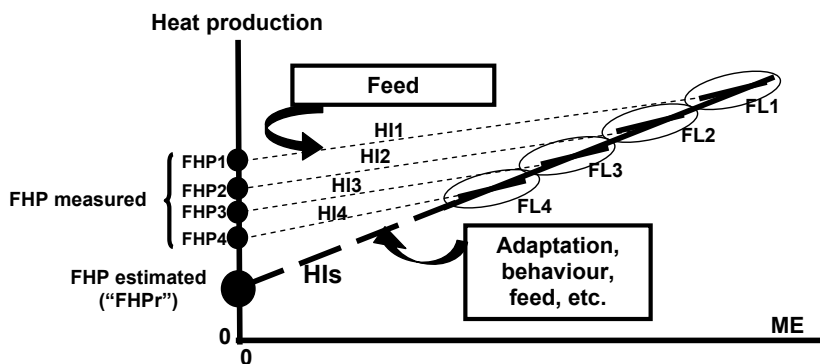 Heat production
Feed
HI1
FL1
HI2
FL2
FHP1
HI3
FL3
FHP measured
FHP2
FHP3
HI4
FL4
FHP4
FHP estimated
("FHPr")
HIs
Adaptation,
behaviour,
feed, etc.
0
ME
0